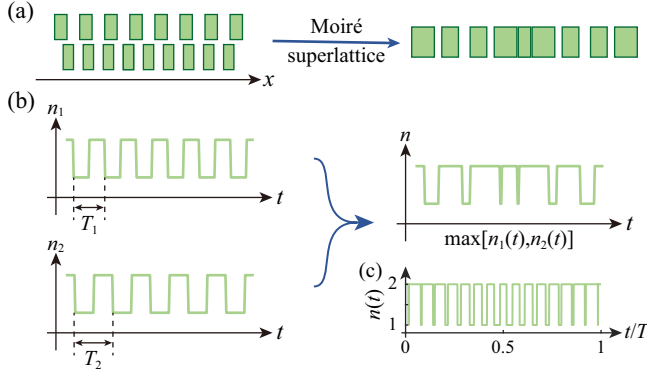 (a)
Moiré
superlattice
x
(b)
n₁
t
T₁
n₂
t
T₂
n
t
max[n₁(t),n₂(t)]
(c)
n(t)
2
1
0
0.5
1
t/T